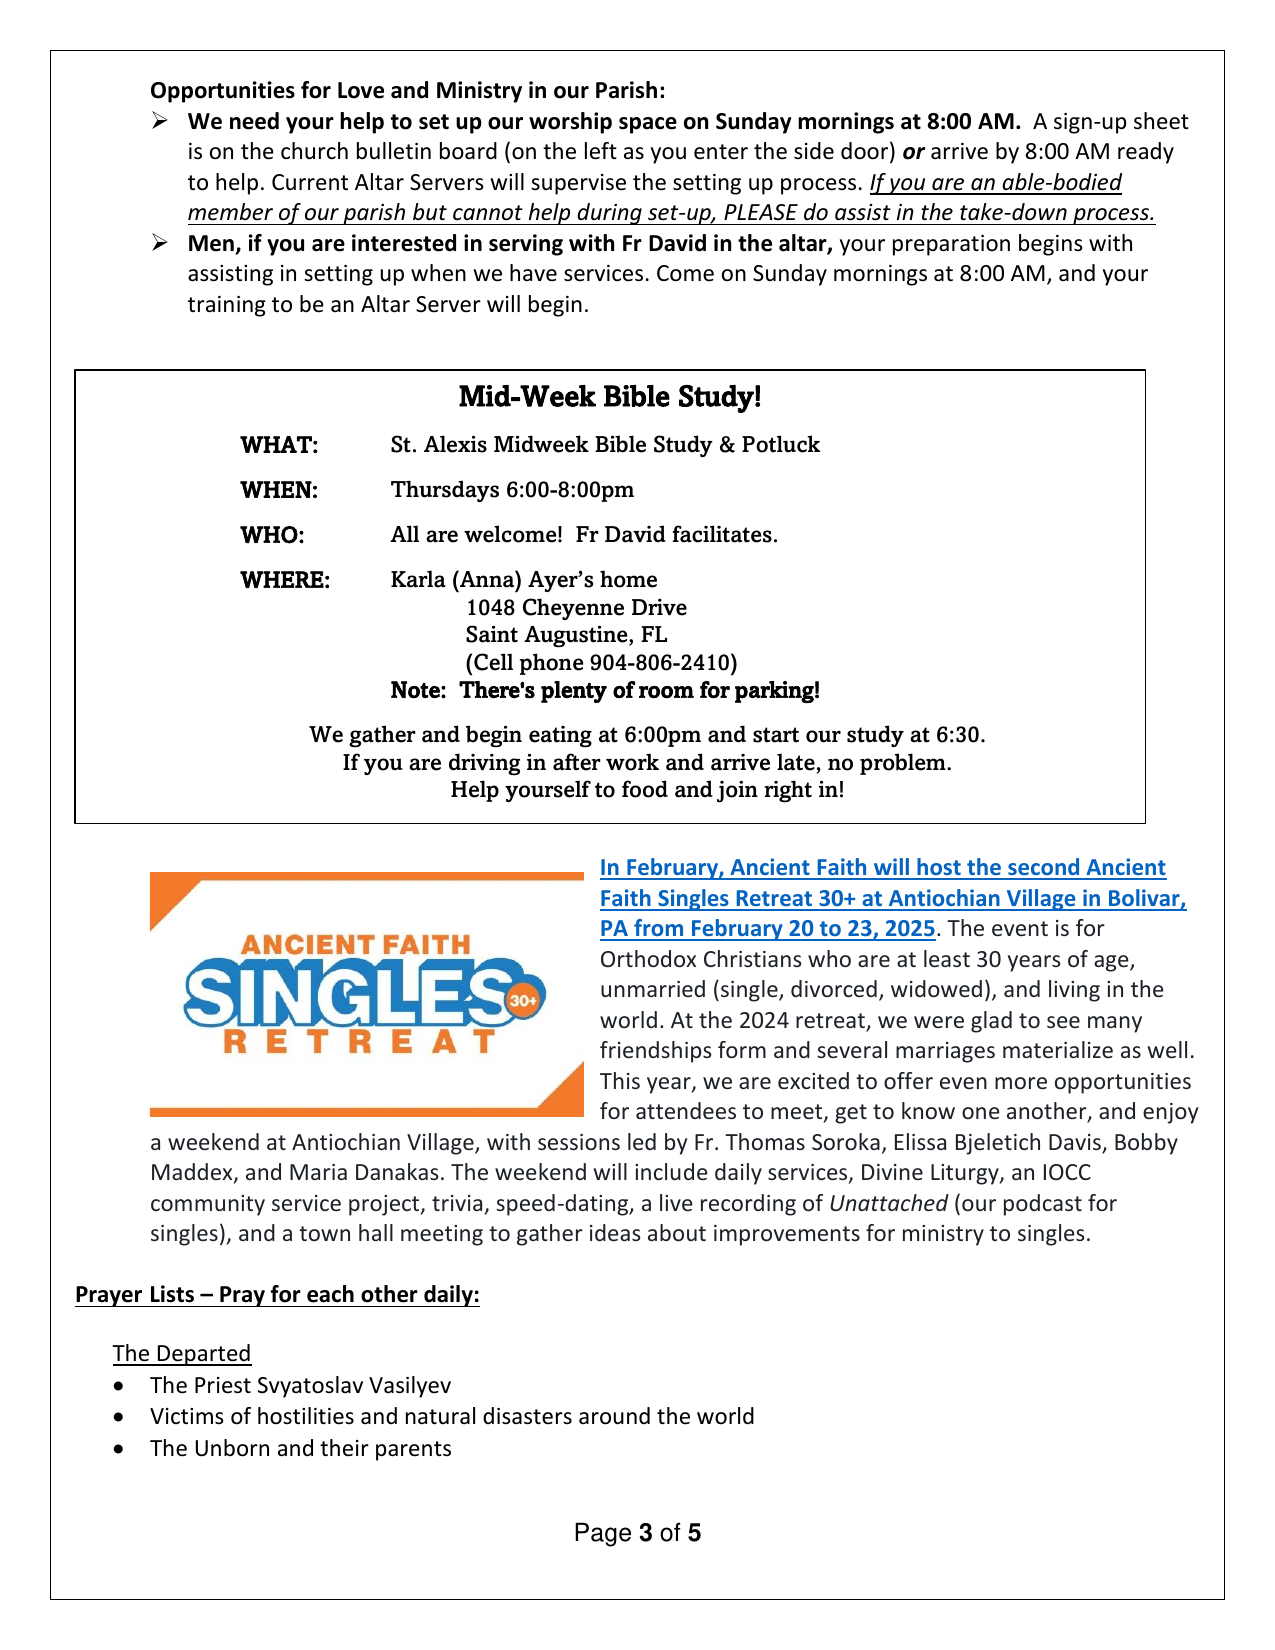 Opportunities for Love and Ministry in our Parish:
➢ We need your help to set up our worship space on Sunday mornings at 8:00 AM.  A sign-up sheet
is on the church bulletin board (on the left as you enter the side door) or arrive by 8:00 AM ready
to help. Current Altar Servers will supervise the setting up process. If you are an able-bodied
member of our parish but cannot help during set-up, PLEASE do assist in the take-down process.
➢ Men, if you are interested in serving with Fr David in the altar, your preparation begins with
assisting in setting up when we have services. Come on Sunday mornings at 8:00 AM, and your
training to be an Altar Server will begin.
Mid-Week Bible Study!
WHAT: St. Alexis Midweek Bible Study & Potluck
WHEN: Thursdays 6:00-8:00pm
WHO: All are welcome!  Fr David facilitates.
WHERE: Karla (Anna) Ayer’s home
1048 Cheyenne Drive
Saint Augustine, FL
(Cell phone 904-806-2410)
Note:  There's plenty of room for parking!
We gather and begin eating at 6:00pm and start our study at 6:30.
If you are driving in after work and arrive late, no problem.
Help yourself to food and join right in!
ANCIENT FAITH
SINGLES 30+
RETREAT
In February, Ancient Faith will host the second Ancient
Faith Singles Retreat 30+ at Antiochian Village in Bolivar,
PA from February 20 to 23, 2025. The event is for
Orthodox Christians who are at least 30 years of age,
unmarried (single, divorced, widowed), and living in the
world. At the 2024 retreat, we were glad to see many
friendships form and several marriages materialize as well.
This year, we are excited to offer even more opportunities
for attendees to meet, get to know one another, and enjoy
a weekend at Antiochian Village, with sessions led by Fr. Thomas Soroka, Elissa Bjeletich Davis, Bobby
Maddex, and Maria Danakas. The weekend will include daily services, Divine Liturgy, an IOCC
community service project, trivia, speed-dating, a live recording of Unattached (our podcast for
singles), and a town hall meeting to gather ideas about improvements for ministry to singles.
Prayer Lists – Pray for each other daily:
The Departed
• The Priest Svyatoslav Vasilyev
• Victims of hostilities and natural disasters around the world
• The Unborn and their parents
Page 3 of 5